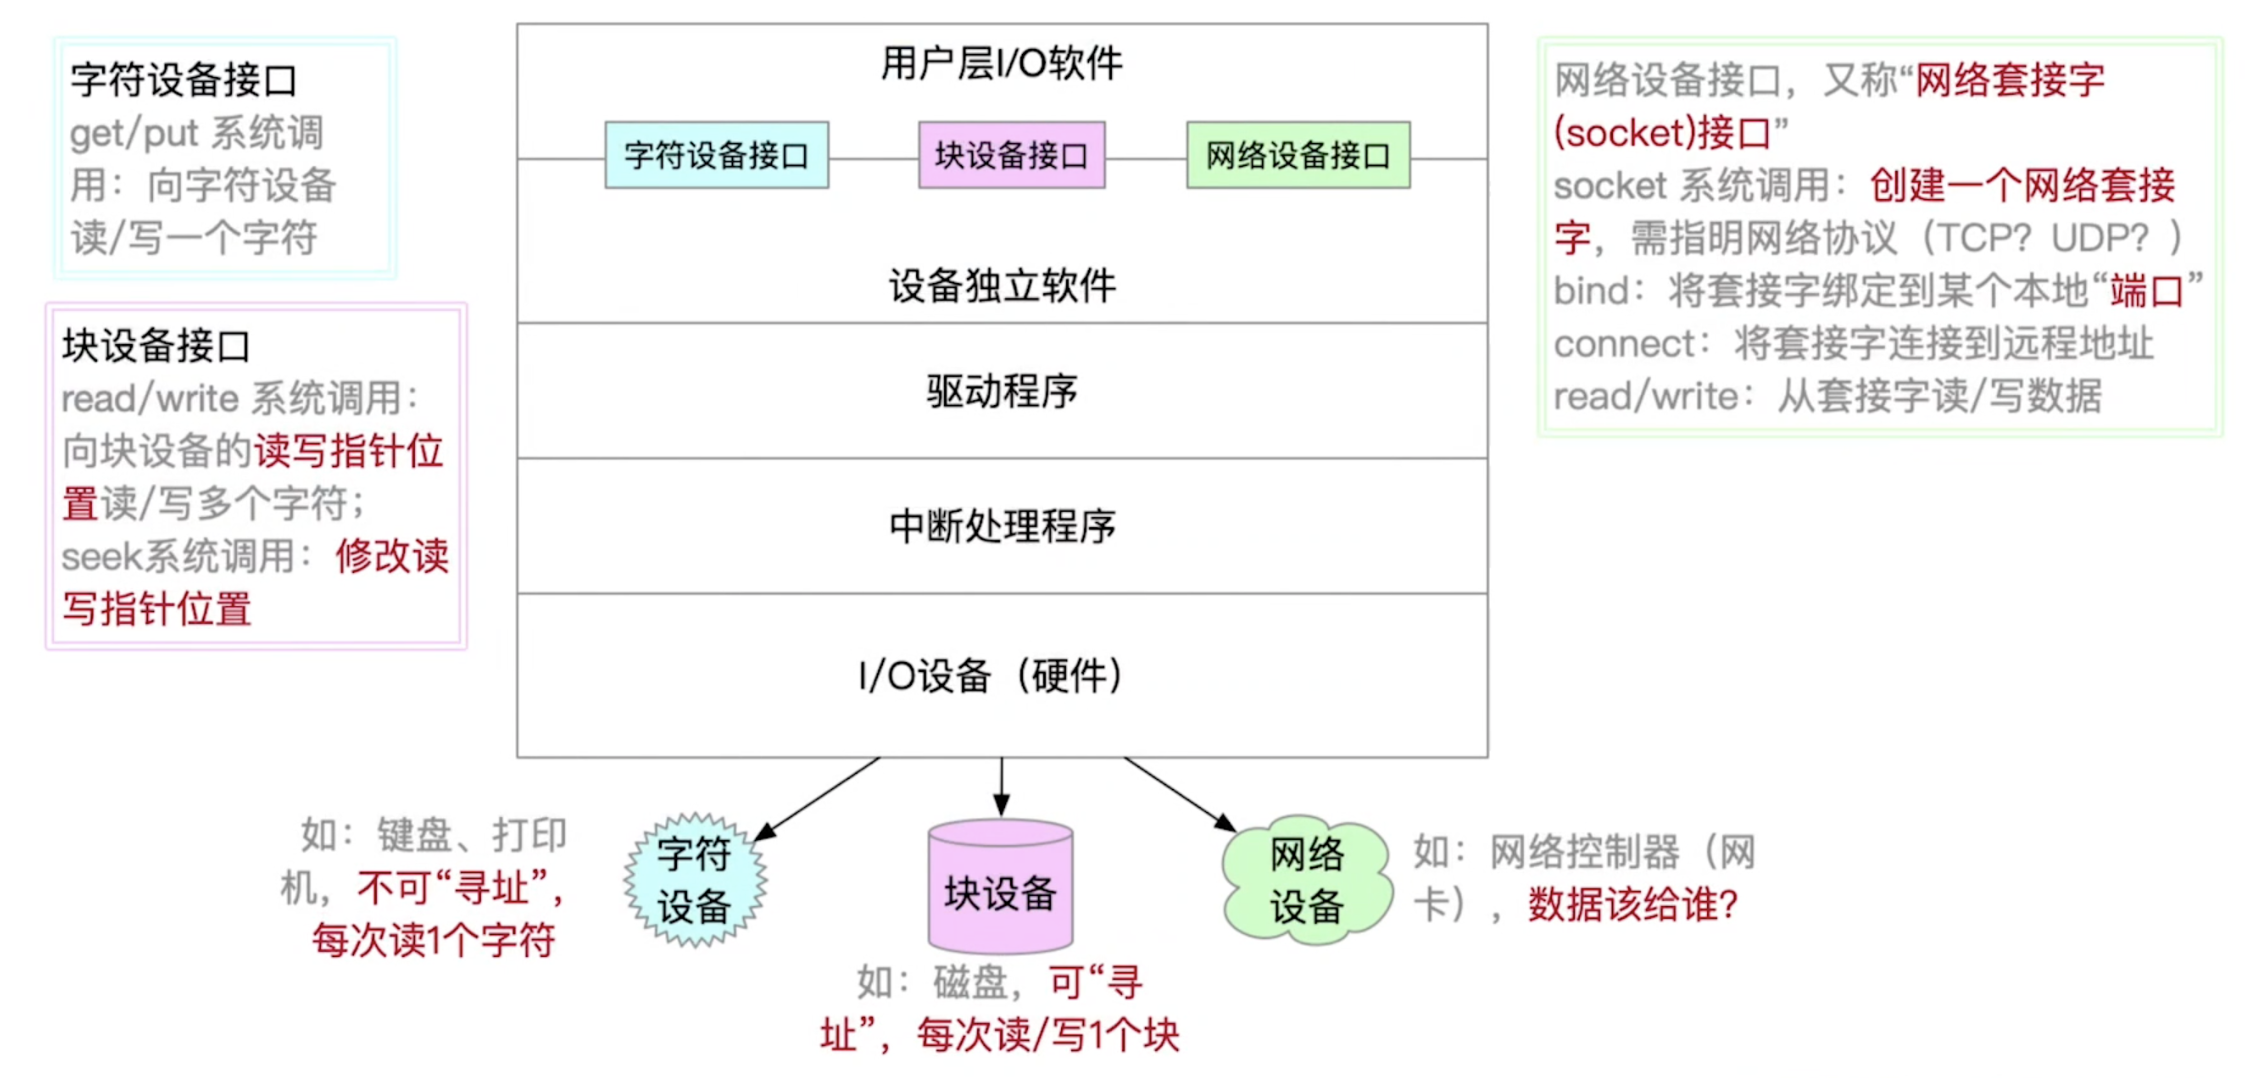 字符设备接口
get/put 系统调
用：向字符设备
读/写一个字符
块设备接口
read/write 系统调用：
向块设备的读写指针位
置读/写多个字符；
seek系统调用：修改读
写指针位置
用户层I/O软件
字符设备接口
块设备接口
网络设备接口
设备独立软件
驱动程序
中断处理程序
I/O设备（硬件）
网络设备接口，又称“网络套接字
(socket)接口”
socket 系统调用：创建一个网络套接
字，需指明网络协议（TCP？UDP？）
bind：将套接字绑定到某个本地“端口”
connect：将套接字连接到远程地址
read/write：从套接字读/写数据
如：键盘、打印
机，不可“寻址”，
每次读1个字符
字符
设备
块设备
如：磁盘，可“寻
址”，每次读/写1个块
网络
设备
如：网络控制器（网
卡），数据该给谁？